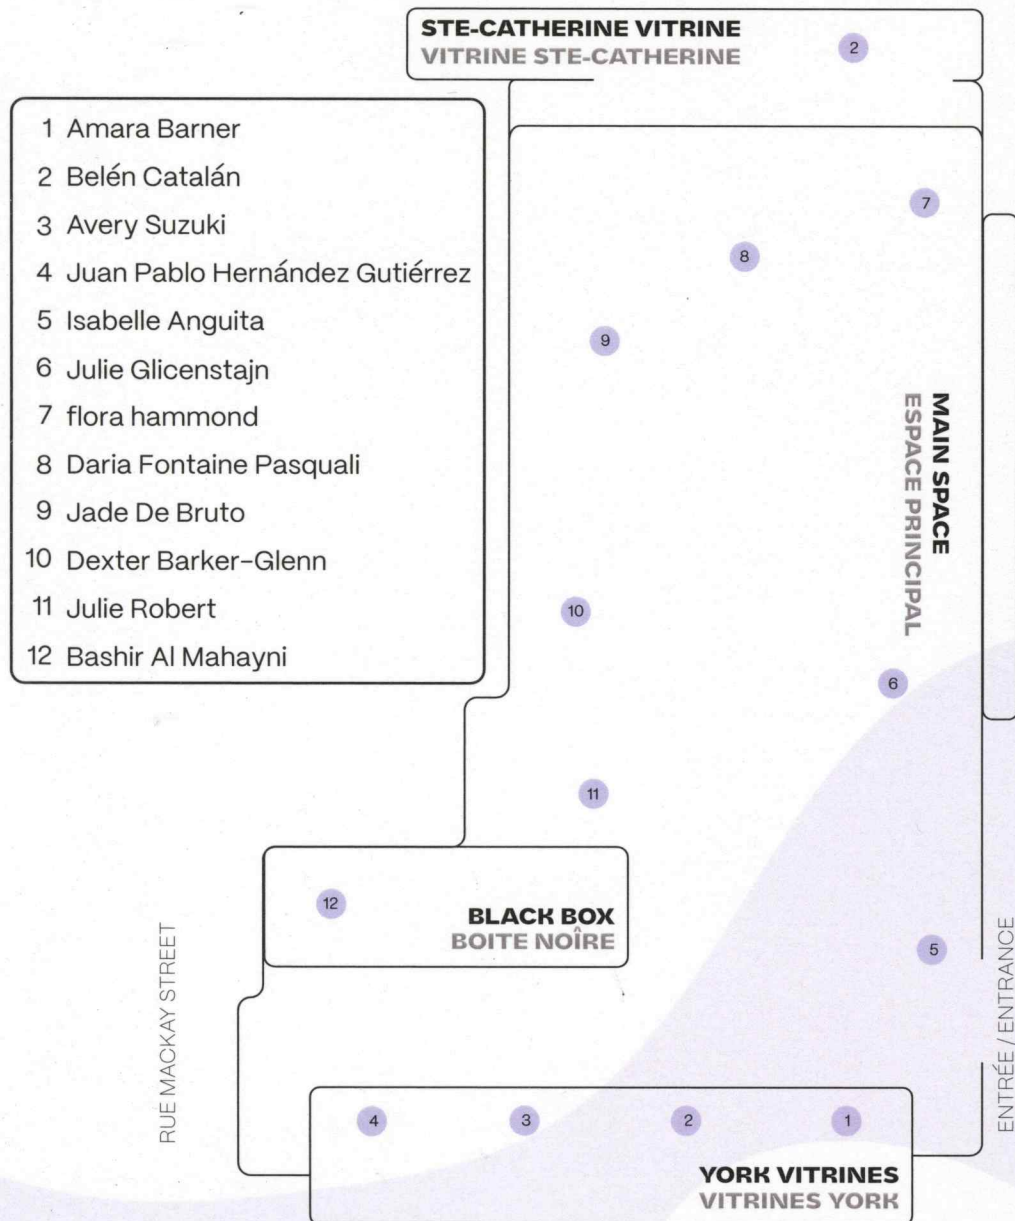 STE-CATHERINE VITRINE
VITRINE STE-CATHERINE
2
1 Amara Barner
2 Belén Catalán
3 Avery Suzuki
4 Juan Pablo Hernández Gutiérrez
5 Isabelle Anguita
6 Julie Glicenstajn
7 flora hammond
8 Daria Fontaine Pasquali
9 Jade De Bruto
10 Dexter Barker-Glenn
11 Julie Robert
12 Bashir Al Mahayni
7
8
9
MAIN SPACE
ESPACE PRINCIPAL
10
6
11
12
BLACK BOX
BOITE NOÎRE
5
RUE MACKAY STREET
ENTRÉE / ENTRANCE
4
3
2
1
YORK VITRINES
VITRINES YORK